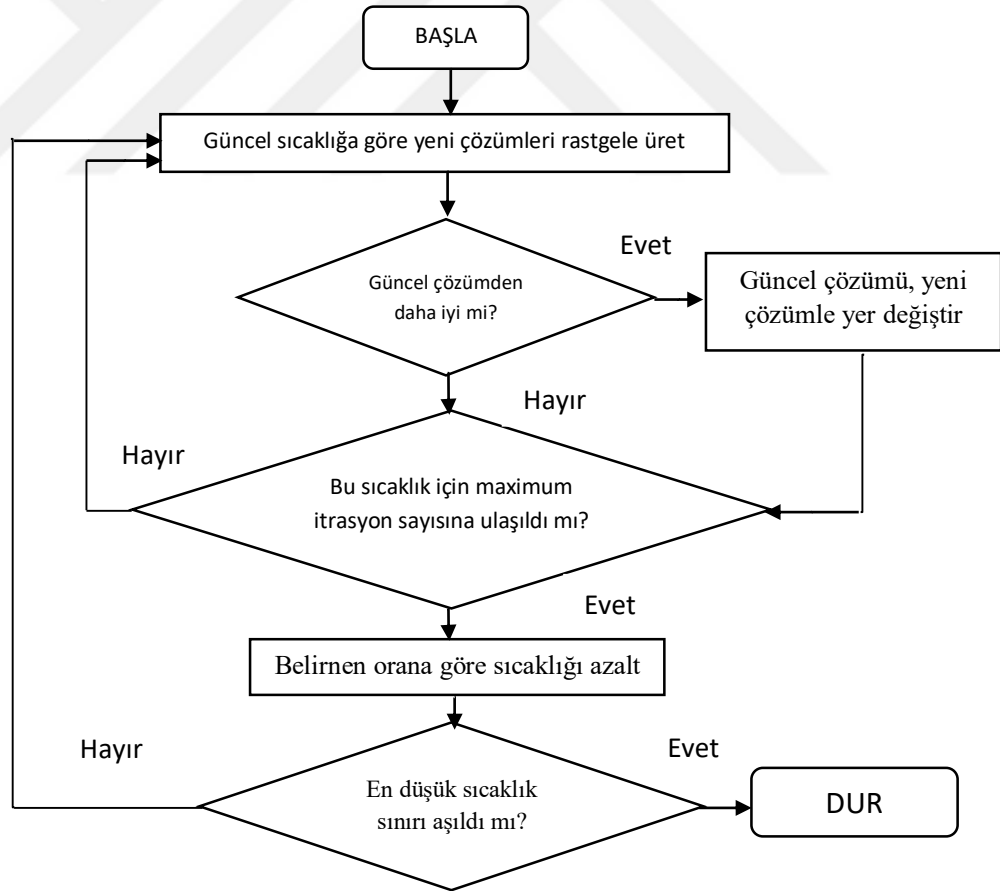 BAŞLA
Güncel sıcaklığa göre yeni çözümleri rastgele üret
Evet
Güncel çözümden
daha iyi mi?
Güncel çözümü, yeni
çözümle yer değiştir
Hayır
Hayır
Bu sıcaklık için maximum
itrasyon sayısına ulaşıldı mı?
Evet
Belirnen orana göre sıcaklığı azalt
Hayır
Evet
En düşük sıcaklık
sınırı aşıldı mı?
DUR